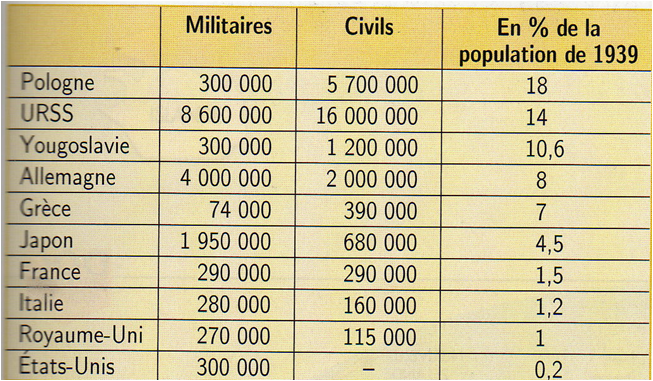 Militaires Civils En % de la
population de 1939
Pologne 300 000 5 700 000 18
URSS 8 600 000 16 000 000 14
Yougoslavie 300 000 1 200 000 10,6
Allemagne 4 000 000 2 000 000 8
Grèce 74 000 390 000 7
Japon 1 950 000 680 000 4,5
France 290 000 290 000 1,5
Italie 280 000 160 000 1,2
Royaume-Uni 270 000 115 000 1
États-Unis 300 000 – 0,2